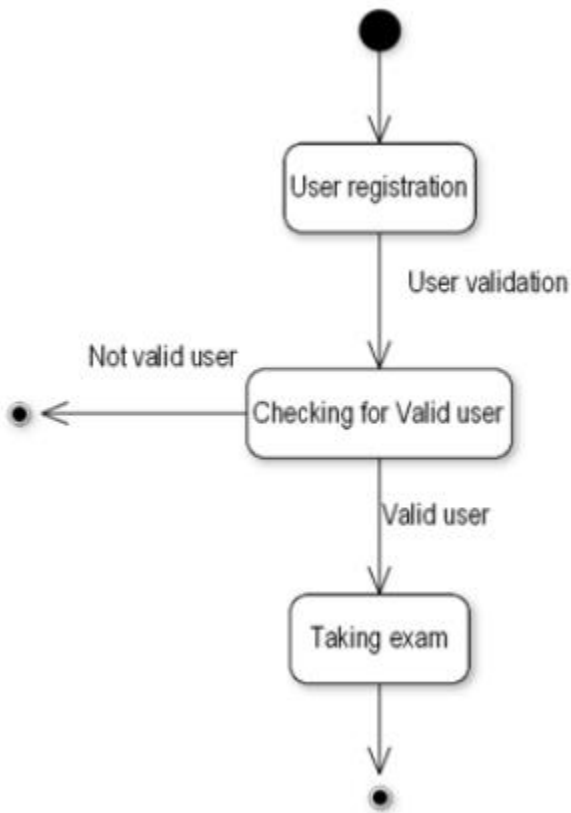 User registration
User validation
Not valid user
Checking for Valid user
Valid user
Taking exam